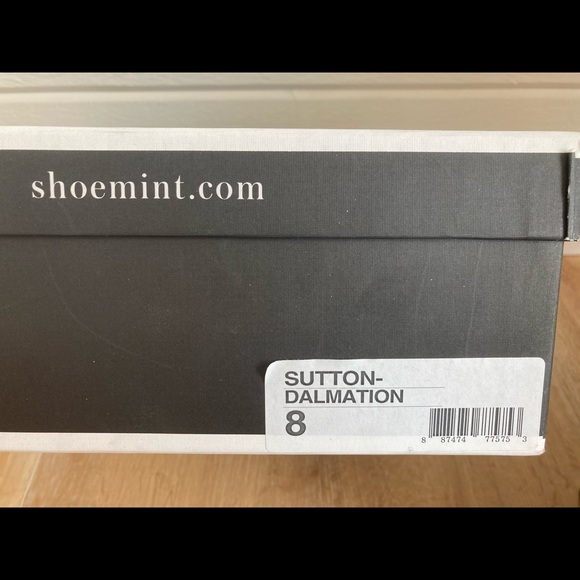 shoemint.com
SUTTON-
DALMATION
8
8 87474 77575 3